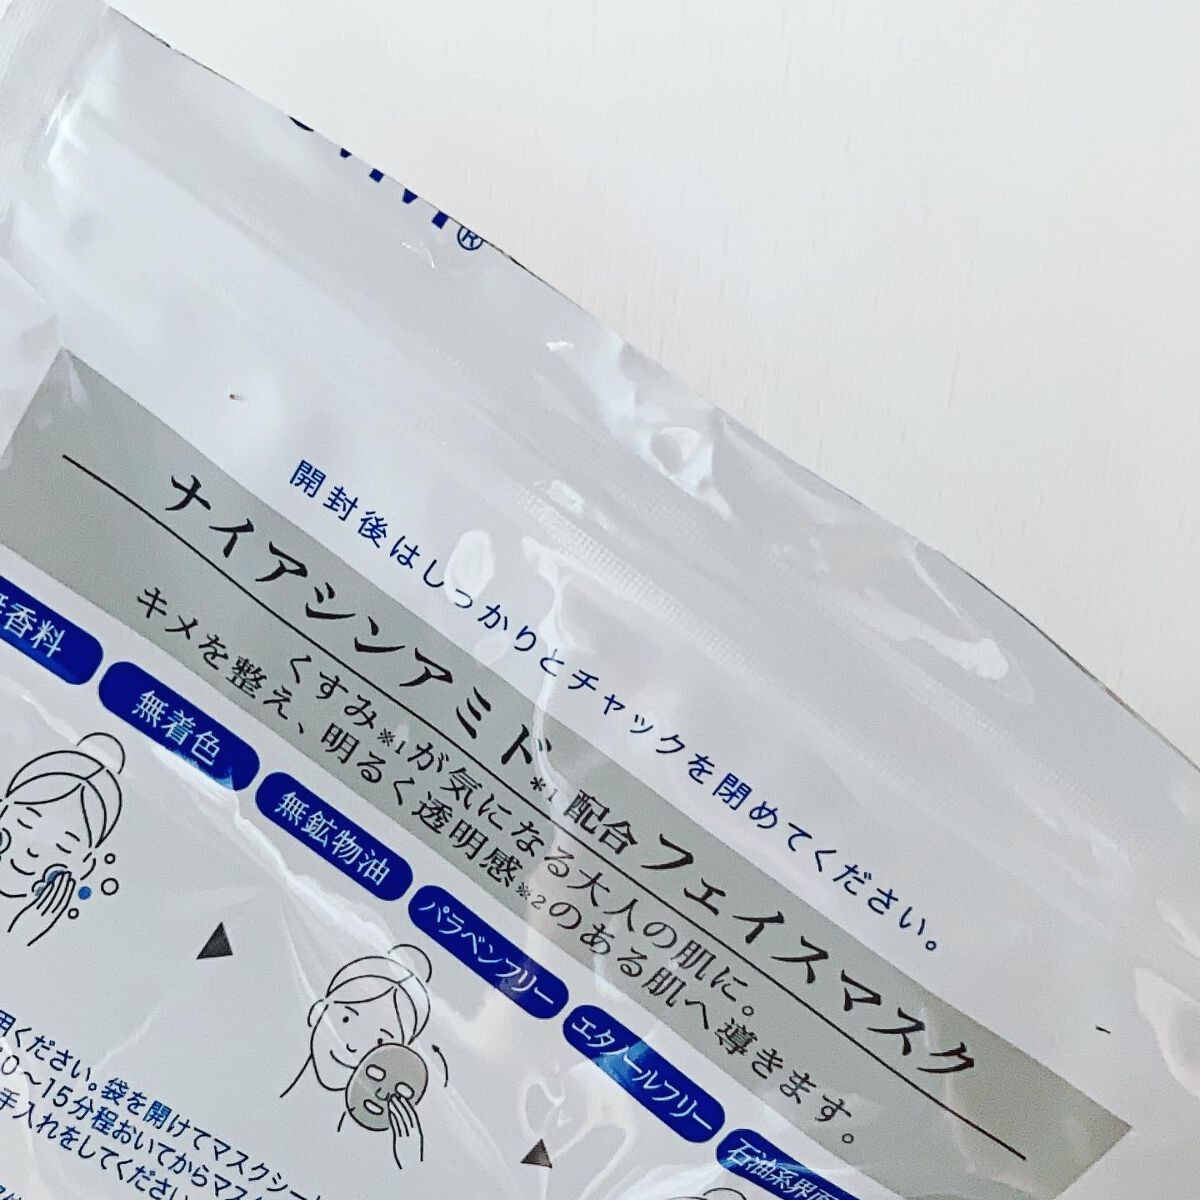 開封後はしっかりとチャックを閉めてください。
ナイアシンアミド*1配合フェイスマスク
くすみ※1が気になる大人の肌に。
キメを整え、明るく透明感※2のある肌へ導きます。
香料
無着色
無鉱物油
パラベンフリー
エタノールフリー
石油系界面
用ください。袋を開けてマスクシー
0～15分程おいてからマス
手入れをしてください